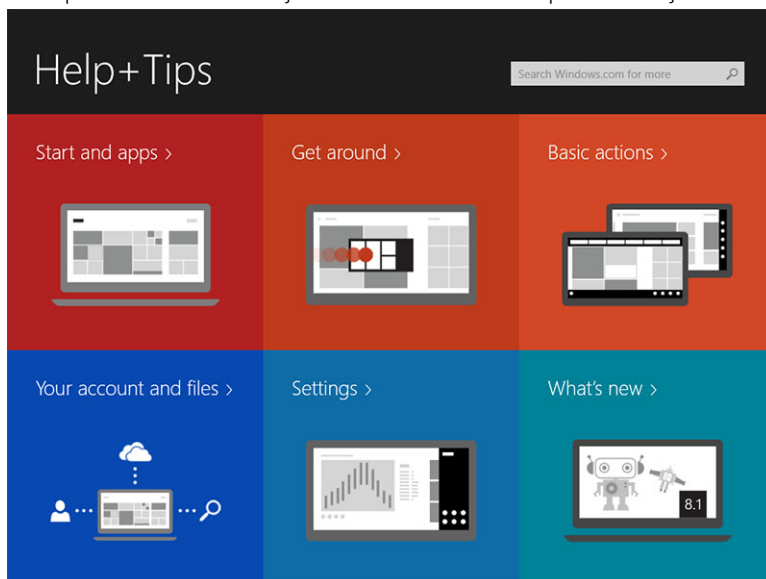 Help+Tips
Search Windows.com for more
Start and apps >
Get around >
Basic actions >
Your account and files >
Settings >
What's new >
8.1